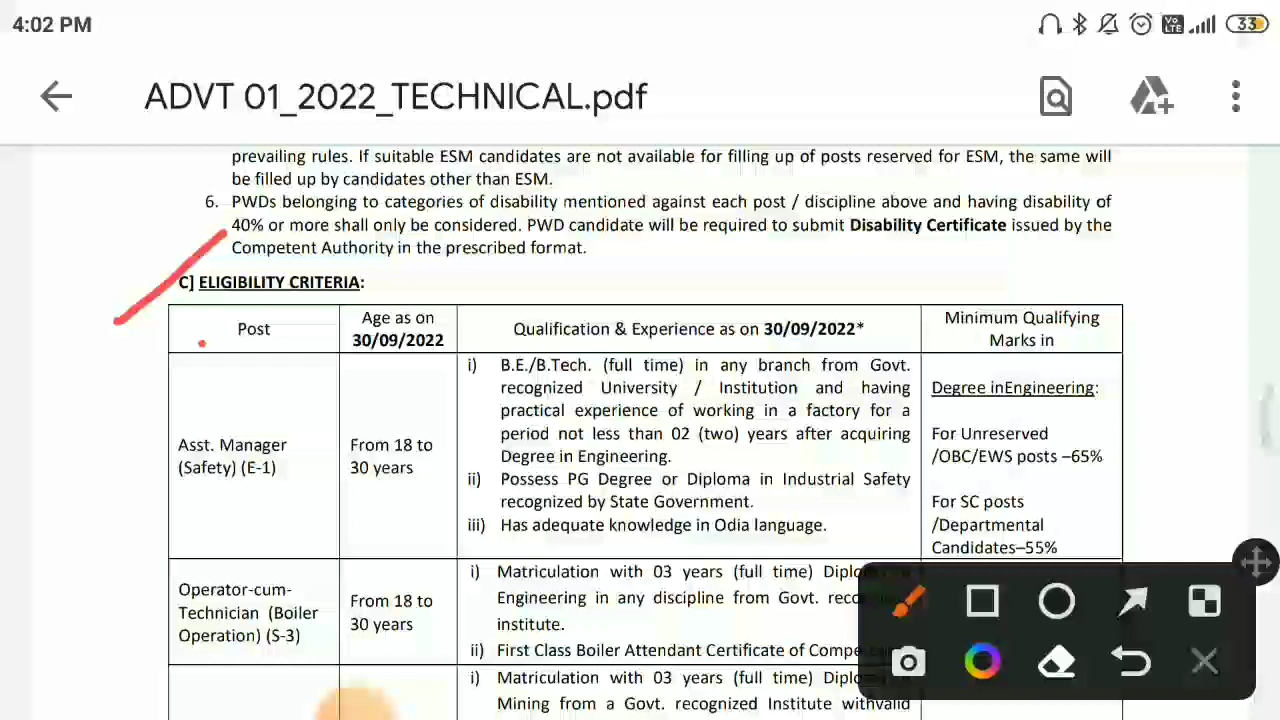 4:02 PM
Vo LTE
33
ADVT 01_2022_TECHNICAL.pdf
prevailing rules. If suitable ESM candidates are not available for filling up of posts reserved for ESM, the same will
be filled up by candidates other than ESM.
6. PWDs belonging to categories of disability mentioned against each post / discipline above and having disability of
40% or more shall only be considered. PWD candidate will be required to submit Disability Certificate issued by the
Competent Authority in the prescribed format.
C] ELIGIBILITY CRITERIA:
Post
Age as on
30/09/2022
Qualification & Experience as on 30/09/2022*
Minimum Qualifying
Marks in
Asst. Manager
(Safety) (E-1)
From 18 to
30 years
i) B.E./B.Tech. (full time) in any branch from Govt.
recognized University / Institution and having
practical experience of working in a factory for a
period not less than 02 (two) years after acquiring
Degree in Engineering.
ii) Possess PG Degree or Diploma in Industrial Safety
recognized by State Government.
iii) Has adequate knowledge in Odia language.
Degree inEngineering:
For Unreserved
/OBC/EWS posts –65%
For SC posts
/Departmental
Candidates–55%
Operator-cum-
Technician (Boiler
Operation) (S-3)
From 18 to
30 years
i) Matriculation with 03 years (full time)
Engineering in any discipline from Govt.
institute.
ii) First Class Boiler Attendant Certificate of
i) Matriculation with 03 years (full time)
Mining from a Govt. recognized Institute withvalid